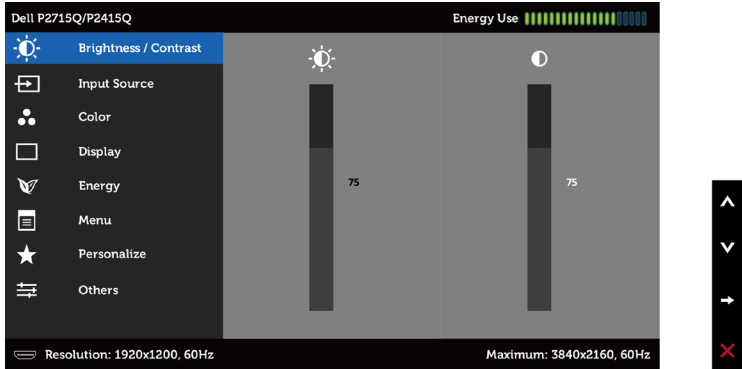 Dell P2715Q/P2415Q
Energy Use
Brightness / Contrast
Input Source
Color
Display
Energy
Menu
Personalize
Others
75
75
Resolution: 1920x1200, 60Hz
Maximum: 3840x2160, 60Hz